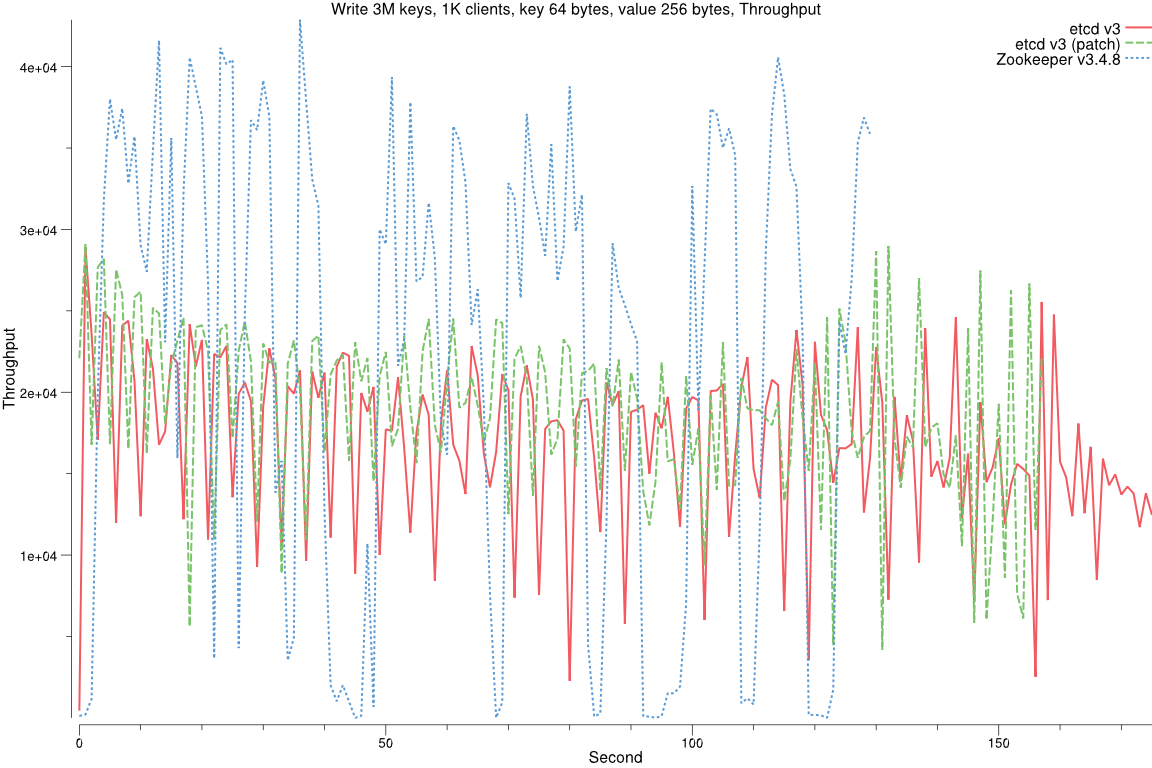 Write 3M keys, 1K clients, key 64 bytes, value 256 bytes, Throughput
etcd v3
etcd v3 (patch)
Zookeeper v3.4.8
4e+04
3e+04
2e+04
1e+04
Throughput
0
50
100
150
Second